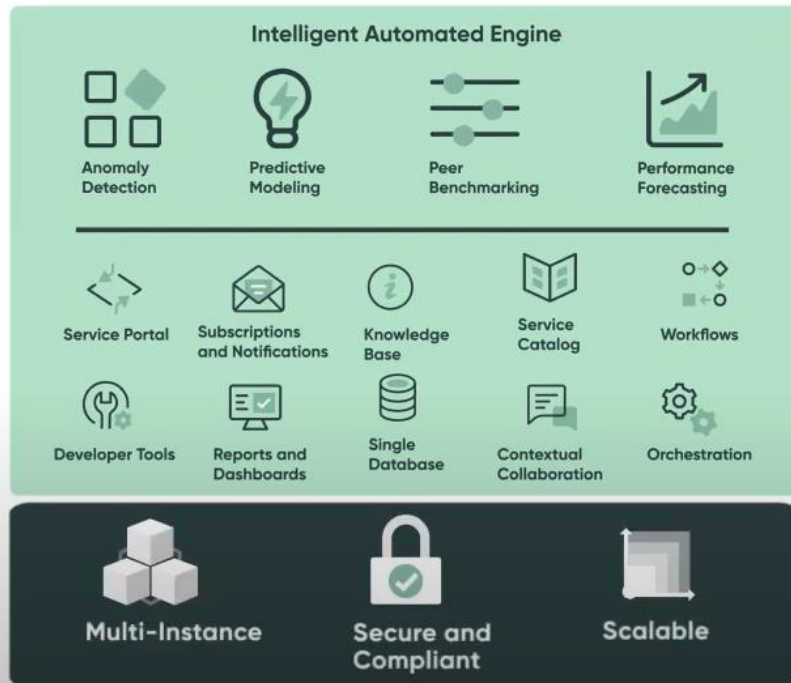 Intelligent Automated Engine
Anomaly
Detection
Predictive
Modeling
Peer
Benchmarking
Performance
Forecasting
Service Portal
Subscriptions
and Notifications
Knowledge
Base
Service
Catalog
Workflows
Developer Tools
Reports and
Dashboards
Single
Database
Contextual
Collaboration
Orchestration
Multi-Instance
Secure and
Compliant
Scalable